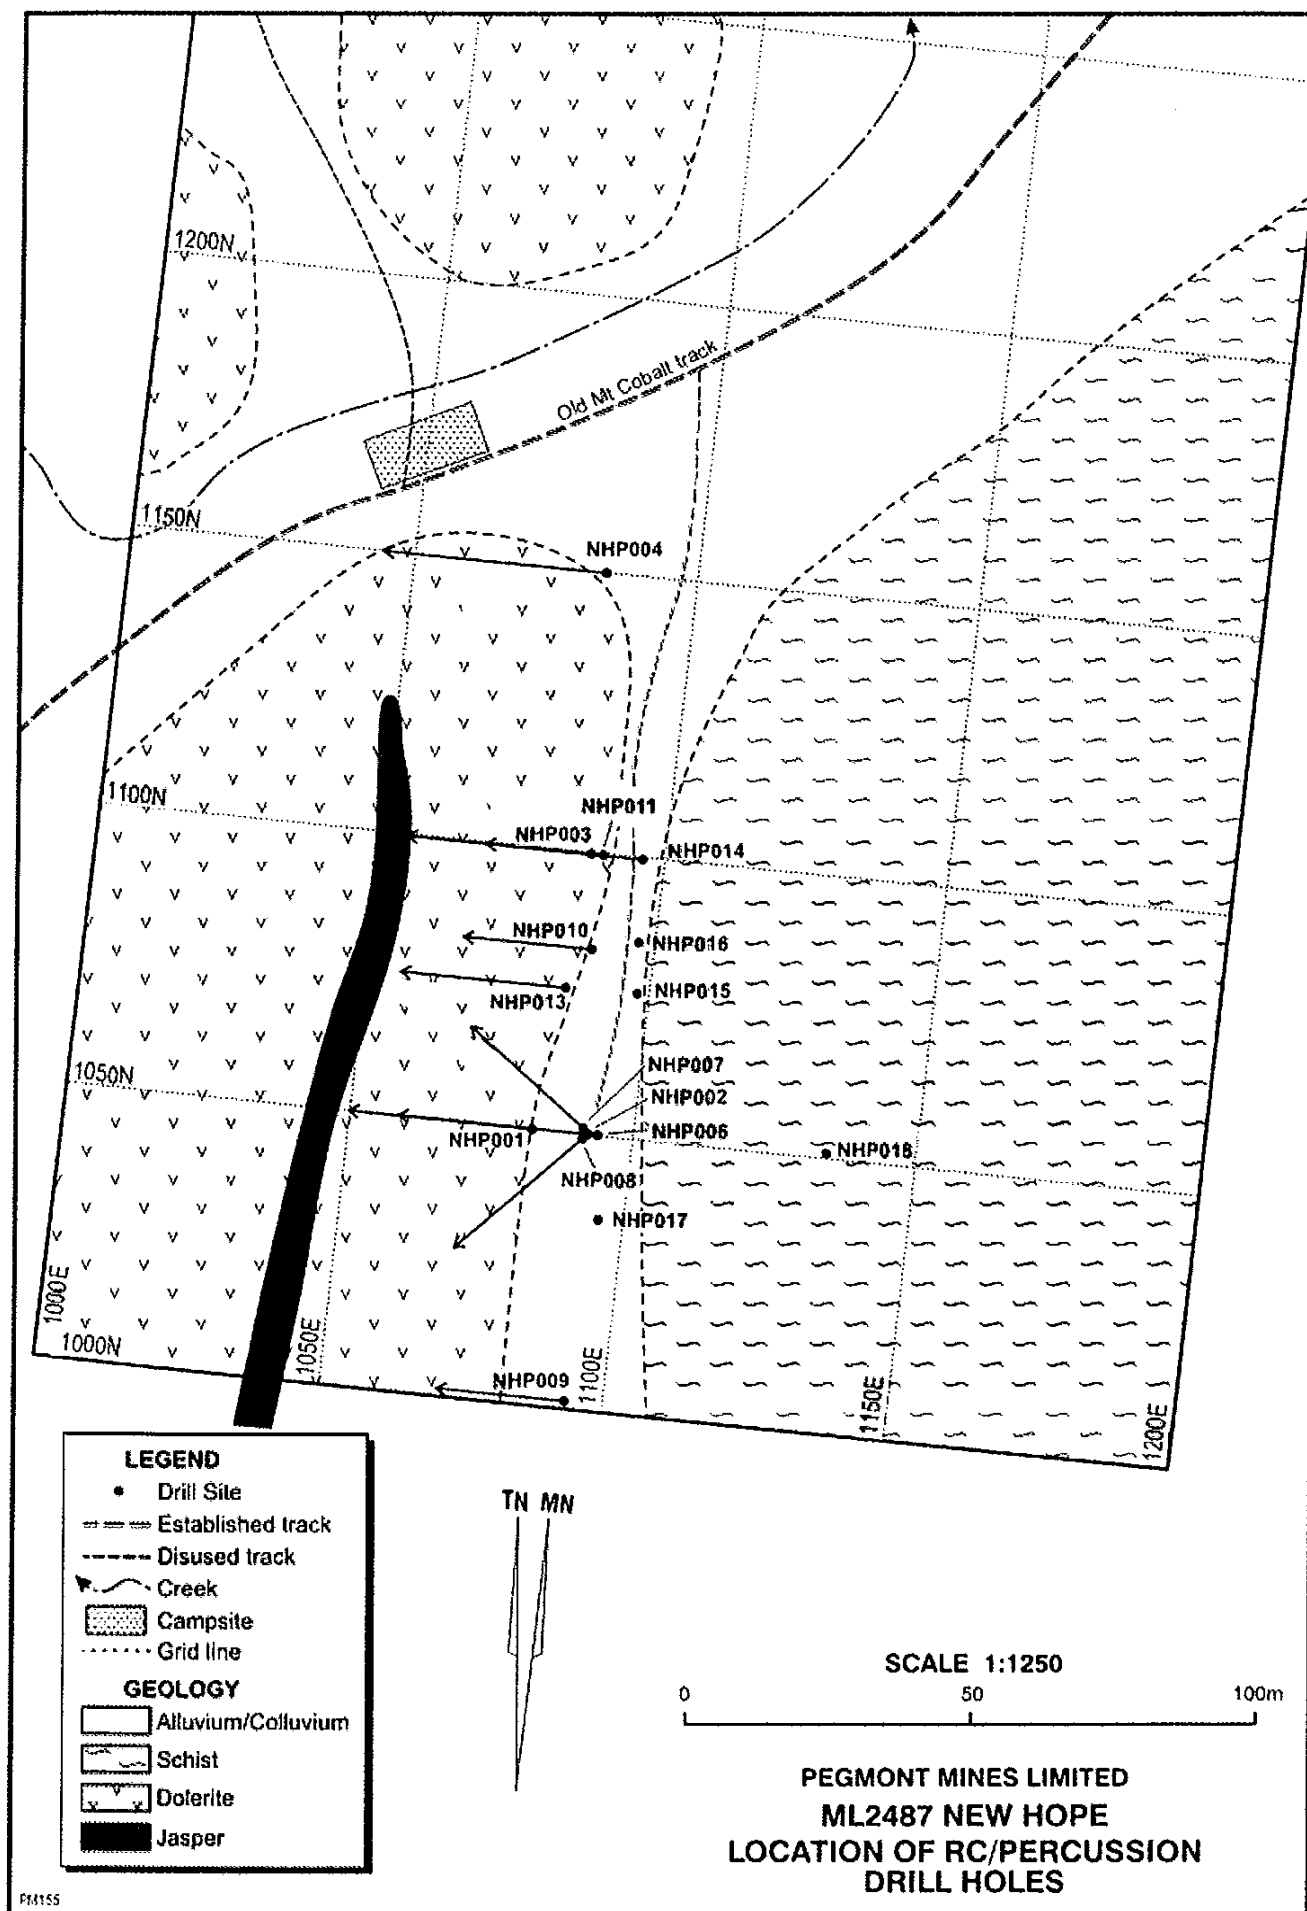 1200N
Old Mt Cobalt track
1150N
NHP004
1100N
NHP011
NHP003
NHP014
NHP010
NHP016
NHP013
NHP015
1050N
NHP007
NHP002
NHP001
NHP006
NHP018
NHP008
NHP017
1000E
1000N
1050E
NHP009
1100E
1150E
1200E
LEGEND
Drill Site
Established track
Disused track
Creek
Campsite
Grid line
GEOLOGY
Alluvium/Colluvium
Schist
Dolerite
Jasper
TN MN
SCALE 1:1250
0 50 100m
PEGMONT MINES LIMITED
ML2487 NEW HOPE
LOCATION OF RC/PERCUSSION
DRILL HOLES
PM155